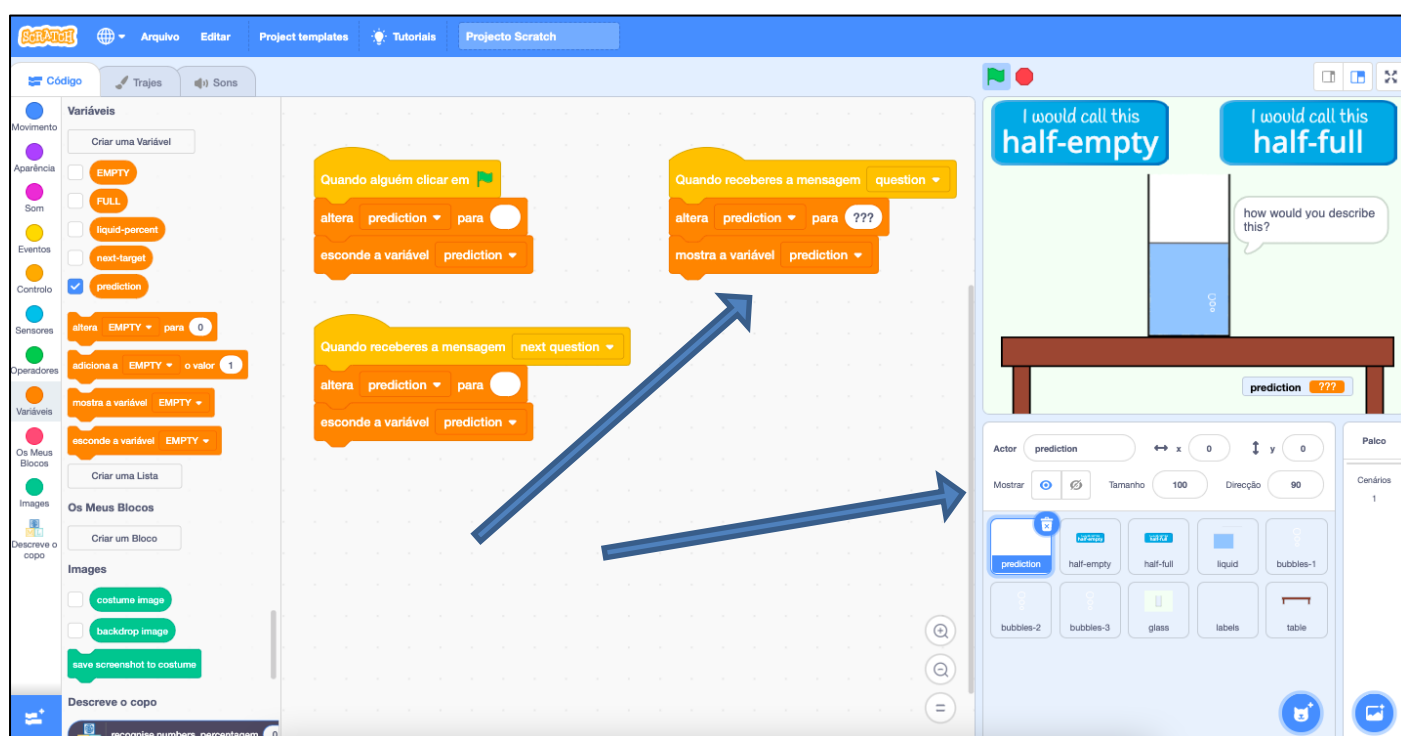 SCRATCH
Arquivo Editar Project templates Tutoriais Projecto Scratch
Código Trajes Sons
Movimento
Aparência
Som
Eventos
Controlo
Sensores
Operadores
Variáveis
Os Meus
Blocos
Images
Descreve o
copo
Variáveis
Criar uma Variável
EMPTY
FULL
liquid-percent
next-target
prediction
altera EMPTY para 0
adiciona a EMPTY o valor 1
mostra a variável EMPTY
esconde a variável EMPTY
Criar uma Lista
Os Meus Blocos
Criar um Bloco
Images
costume image
backdrop image
save screenshot to costume
Descreve o copo
recognise numbers, percentagem 0
Quando alguém clicar em
altera prediction para
esconde a variável prediction
Quando receberes a mensagem question
altera prediction para ???
mostra a variável prediction
Quando receberes a mensagem next question
altera prediction para
esconde a variável prediction
I would call this
half-empty
I would call this
half-full
how would you describe
this?
prediction ???
Actor prediction x 0 y 0
Mostrar Tamanho 100 Direcção 90
prediction half-empty half-full liquid bubbles-1
bubbles-2 bubbles-3 glass labels table
Palco
Cenários
1